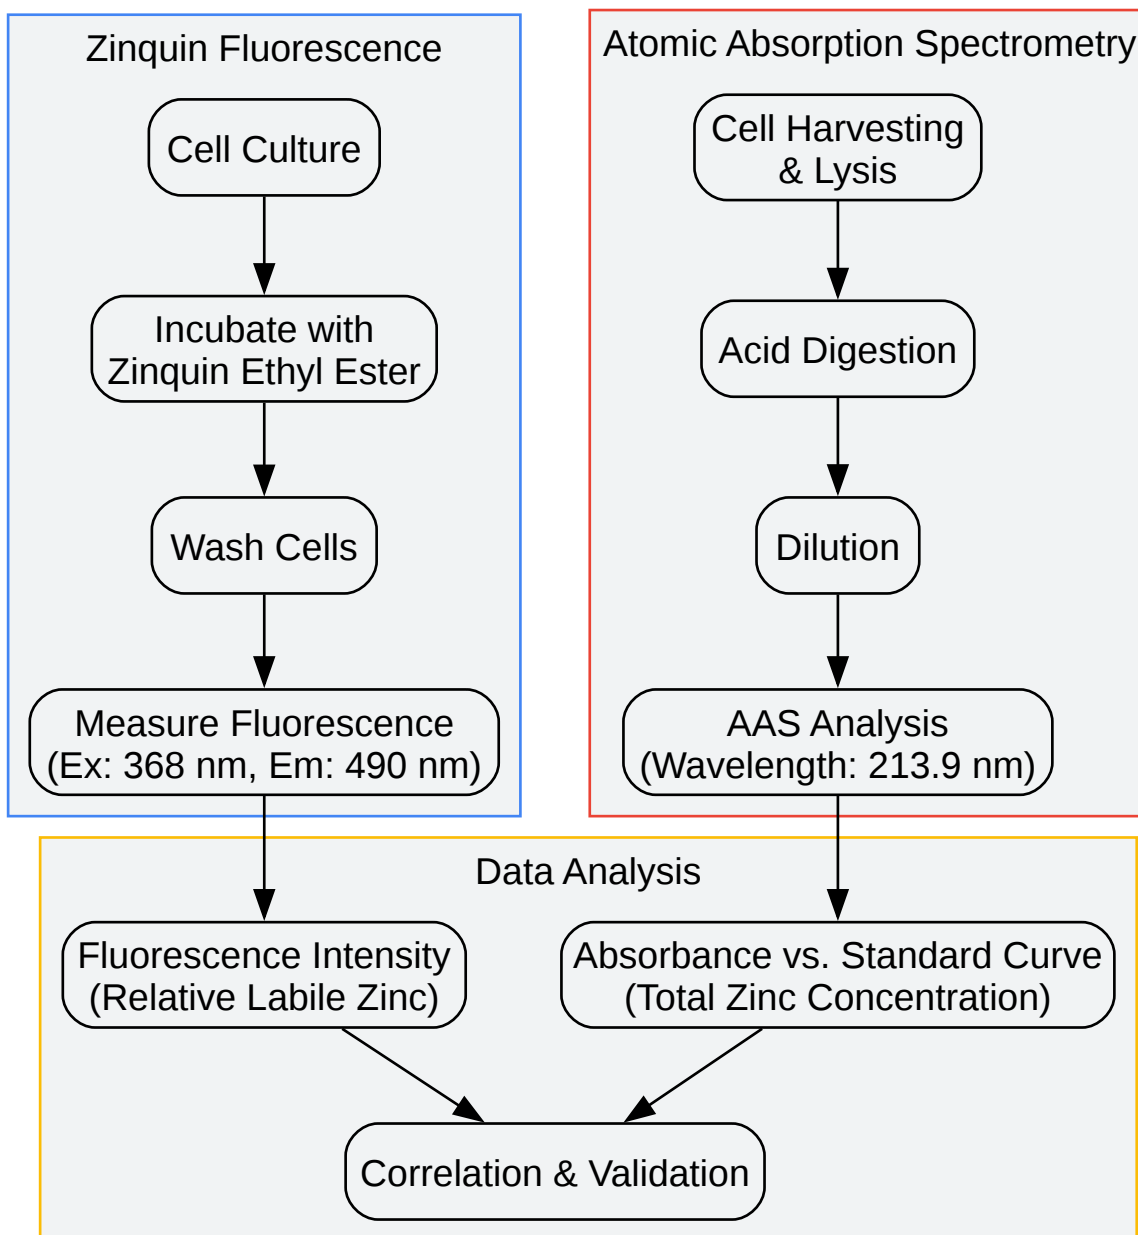 Zinquin Fluorescence
Cell Culture
Incubate with
Zinquin Ethyl Ester
Wash Cells
Measure Fluorescence
(Ex: 368 nm, Em: 490 nm)
Atomic Absorption Spectrometry
Cell Harvesting
& Lysis
Acid Digestion
Dilution
AAS Analysis
(Wavelength: 213.9 nm)
Data Analysis
Fluorescence Intensity
(Relative Labile Zinc)
Absorbance vs. Standard Curve
(Total Zinc Concentration)
Correlation & Validation